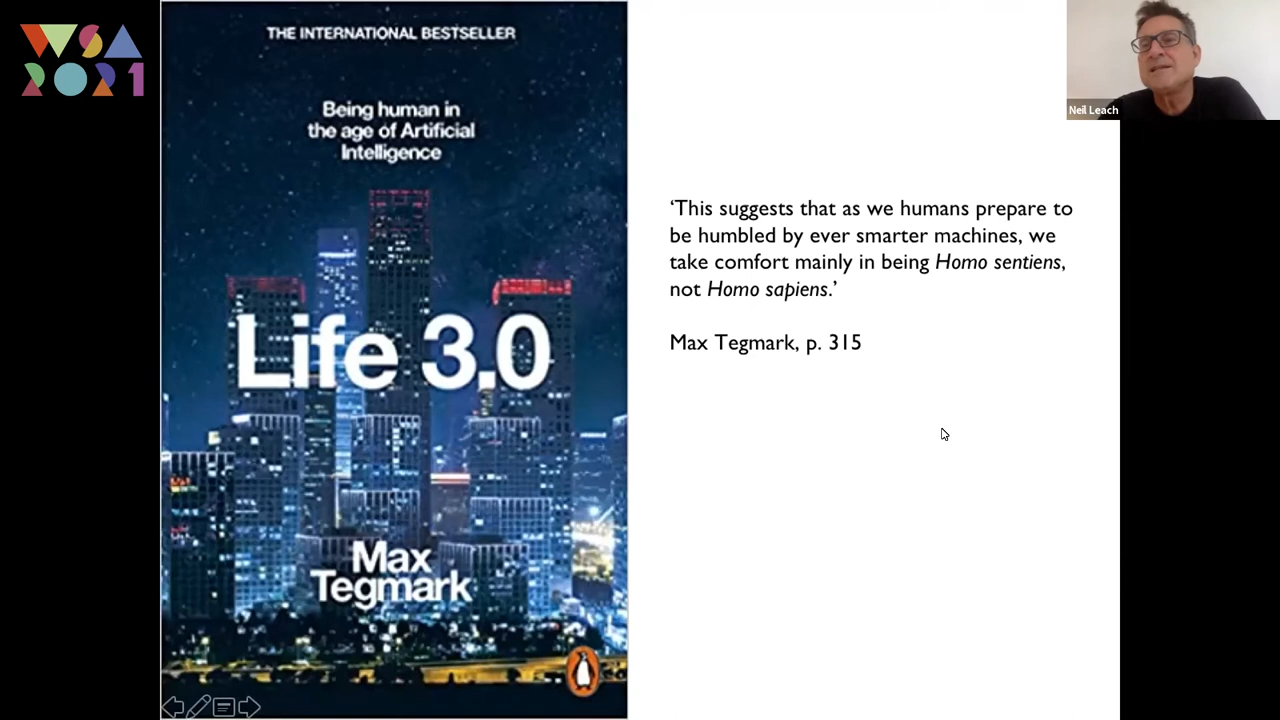 WSA
2021
THE INTERNATIONAL BESTSELLER
Being human in
the age of Artificial
Intelligence
Life 3.0
Max
Tegmark
‘This suggests that as we humans prepare to
be humbled by ever smarter machines, we
take comfort mainly in being Homo sentiens,
not Homo sapiens.’
Max Tegmark, p. 315
Neil Leach